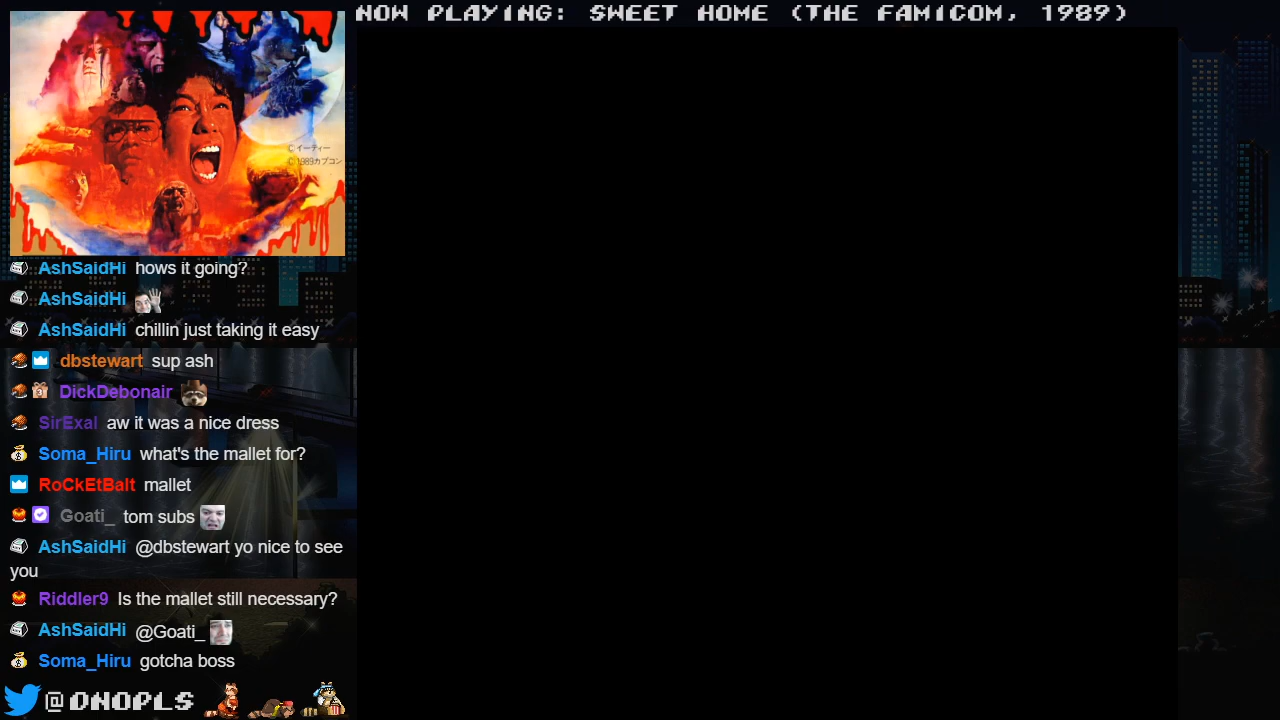 NOW PLAYING: SWEET HOME (THE FAMICOM, 1989)
©イーティー
©1989カプコン
AshSaidHi hows it going?
AshSaidHi
AshSaidHi chillin just taking it easy
dbstewart sup ash
DickDebonair
SirExal aw it was a nice dress
Soma_Hiru what's the mallet for?
RoCkEtBalt mallet
Goati_ tom subs
AshSaidHi @dbstewart yo nice to see
you
Riddler9 Is the mallet still necessary?
AshSaidHi @Goati_
Soma_Hiru gotcha boss
@DNOPLS